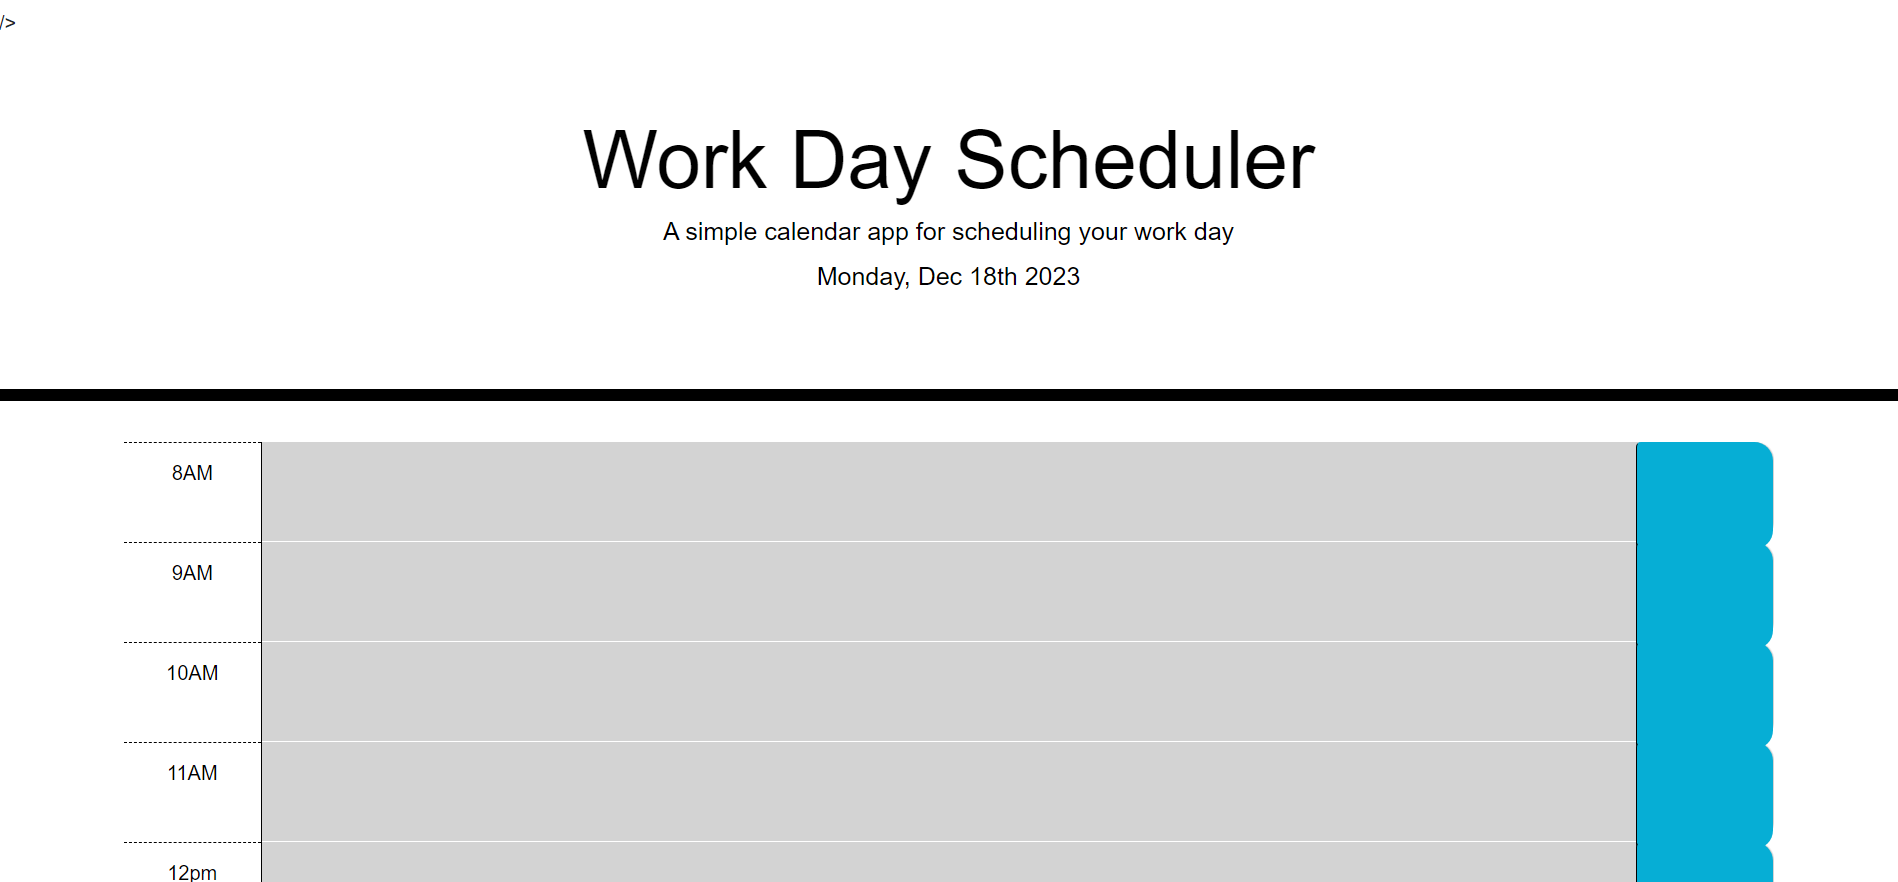 />
Work Day Scheduler
A simple calendar app for scheduling your work day
Monday, Dec 18th 2023
8AM
9AM
10AM
11AM
12pm